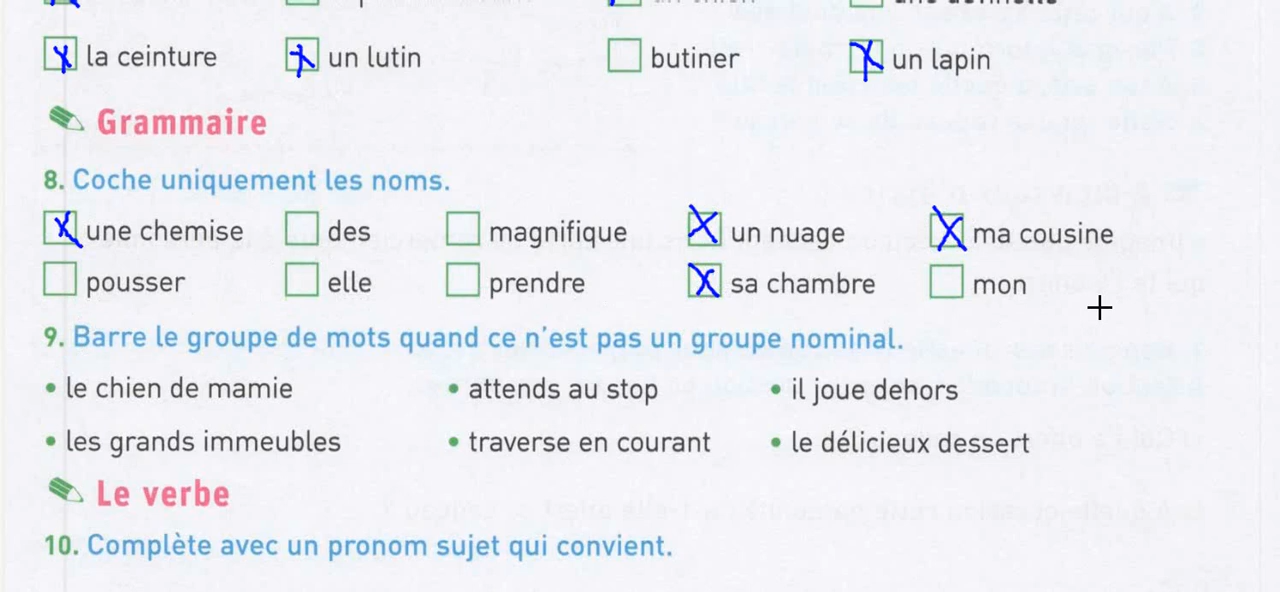 la ceinture un lutin butiner un lapin
Grammaire
8. Coche uniquement les noms.
une chemise des magnifique un nuage ma cousine
pousser elle prendre sa chambre mon
9. Barre le groupe de mots quand ce n'est pas un groupe nominal.
• le chien de mamie • attends au stop • il joue dehors
• les grands immeubles • traverse en courant • le délicieux dessert
Le verbe
10. Complète avec un pronom sujet qui convient.